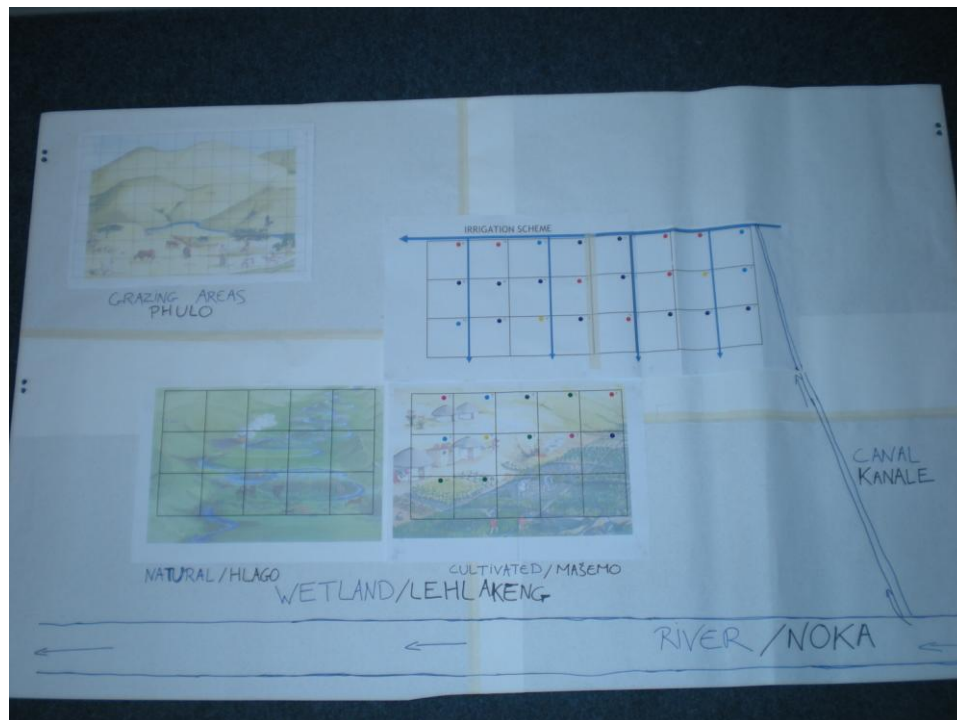 IRRIGATION SCHEME
GRAZING AREAS
PHULO
CANAL
KANALE
NATURAL/HLAGO
CULTIVATED/MAŠEMO
WETLAND/LEHLAKENG
RIVER/NOKA